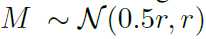 M ∼ 𝒩(0.5r, r)